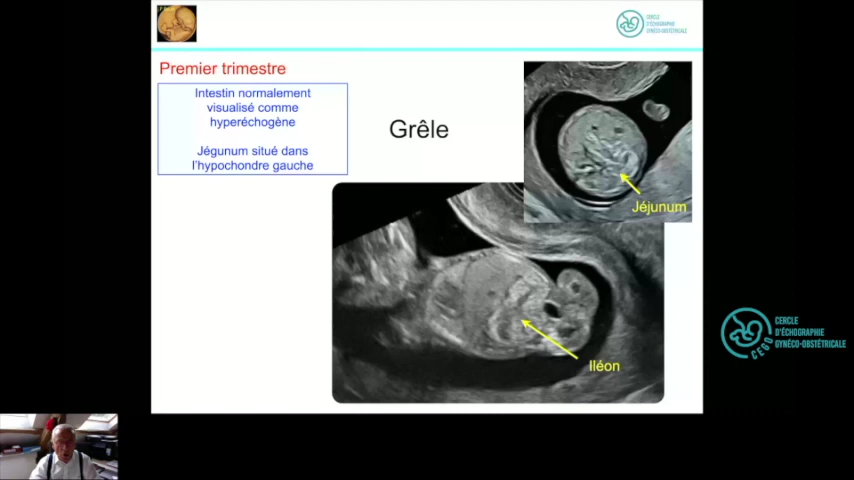 CERCLE
D'ÉCHOGRAPHIE
GYNÉCO-OBSTÉTRICALE
Premier trimestre
Intestin normalement
visualisé comme
hyperéchogène
Jégunum situé dans
l'hypochondre gauche
Grêle
Jéjunum
Iléon
CERCLE
D'ÉCHOGRAPHIE
GYNÉCO-OBSTÉTRICALE
CEGO